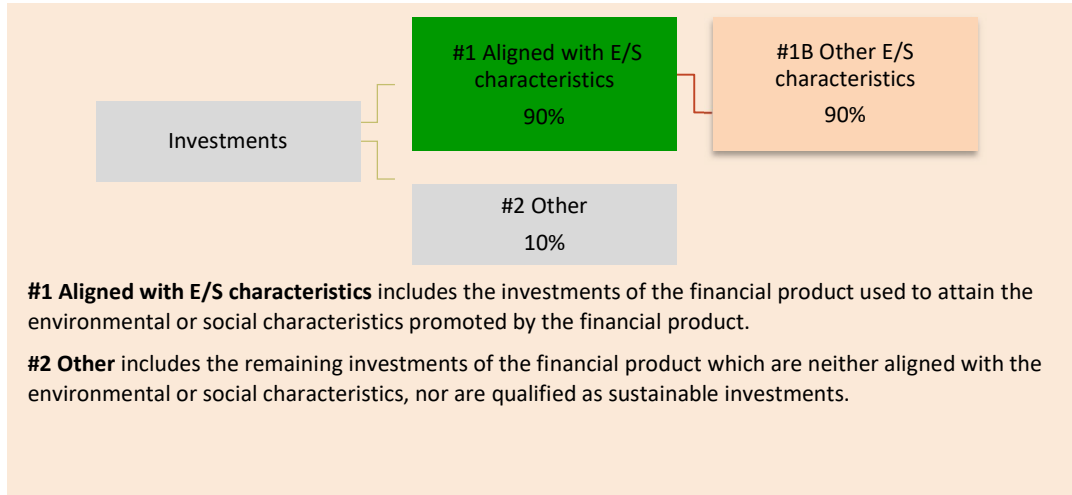 #1 Aligned with E/S
characteristics
90%
#1B Other E/S
characteristics
90%
Investments
#2 Other
10%
#1 Aligned with E/S characteristics includes the investments of the financial product used to attain the
environmental or social characteristics promoted by the financial product.
#2 Other includes the remaining investments of the financial product which are neither aligned with the
environmental or social characteristics, nor are qualified as sustainable investments.